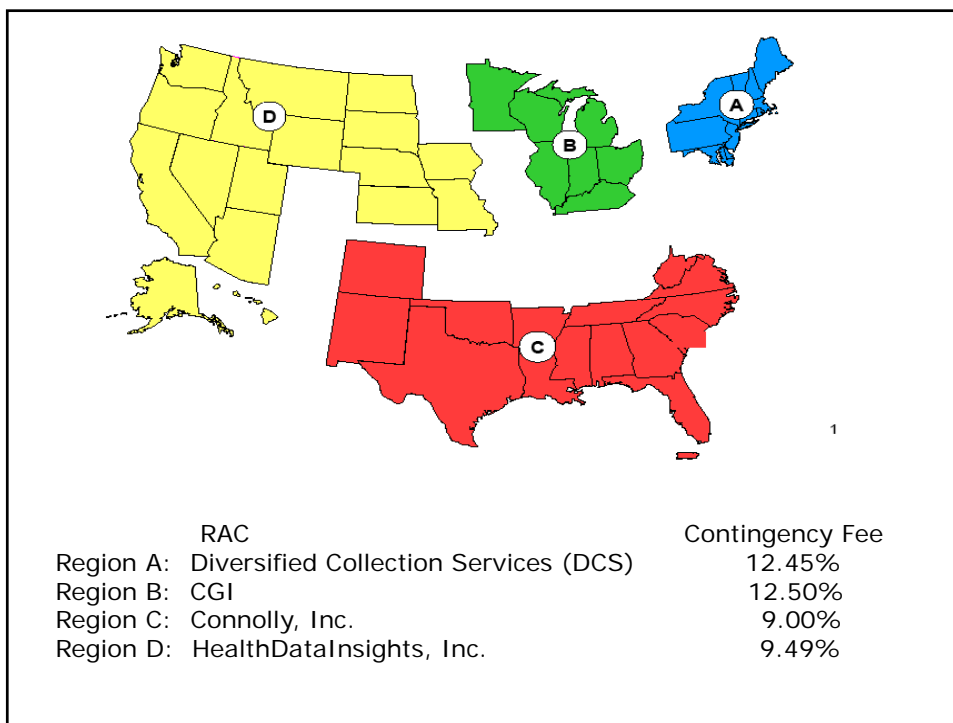 D
B
A
C
1
RAC Contingency Fee
Region A: Diversified Collection Services (DCS) 12.45%
Region B: CGI 12.50%
Region C: Connolly, Inc. 9.00%
Region D: HealthDataInsights, Inc. 9.49%